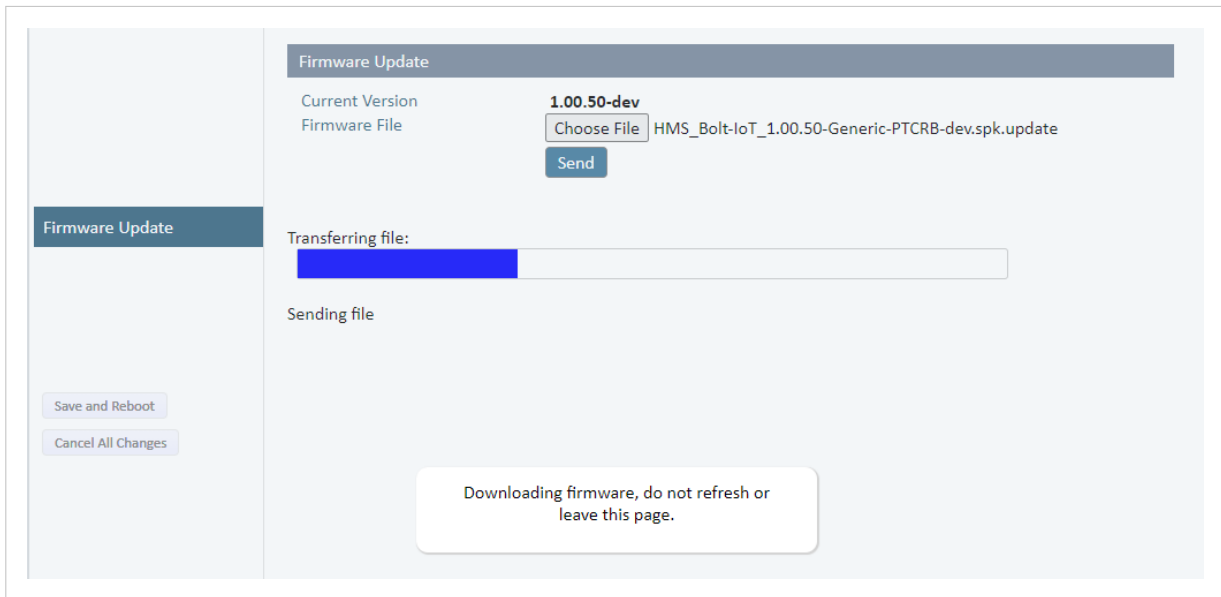 Firmware Update
Current Version
1.00.50-dev
Firmware File
Choose File HMS_Bolt-IoT_1.00.50-Generic-PTCRB-dev.spk.update
Send
Firmware Update
Transferring file:
Sending file
Save and Reboot
Cancel All Changes
Downloading firmware, do not refresh or
leave this page.